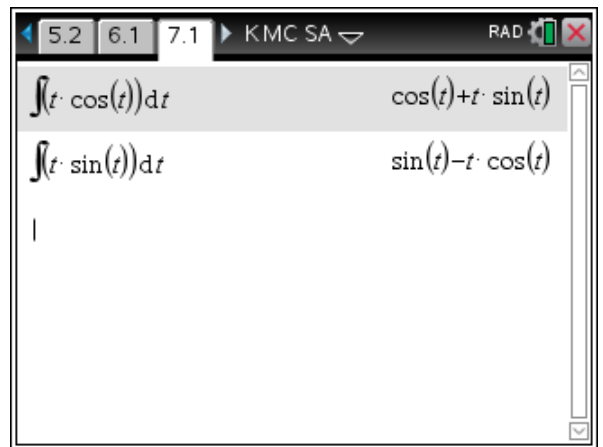 5.2 6.1 7.1 KMC SA RAD
∫(t· cos(t))dt cos(t)+t· sin(t)
∫(t· sin(t))dt sin(t)−t· cos(t)